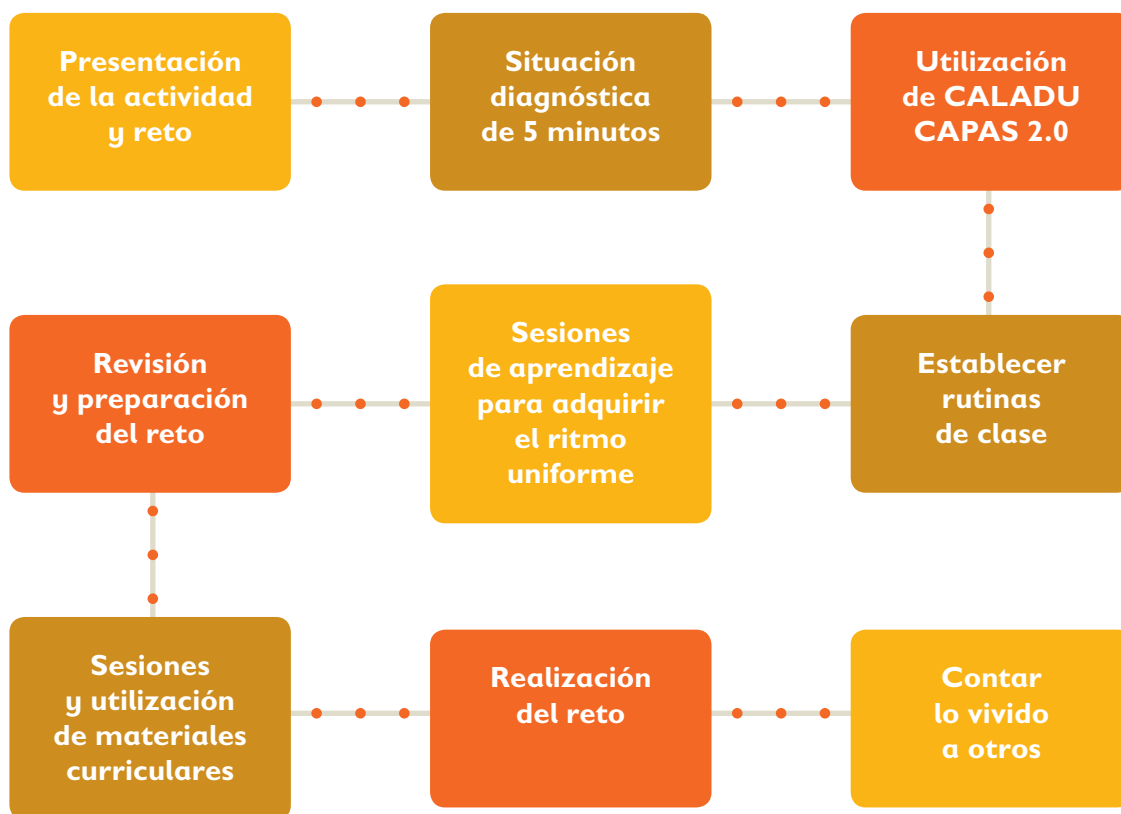 Presentación
de la actividad
y reto
Situación
diagnóstica
de 5 minutos
Utilización
de CALADU
CAPAS 2.0
Establecer
rutinas
de clase
Sesiones
de aprendizaje
para adquirir
el ritmo
uniforme
Revisión
y preparación
del reto
Sesiones
y utilización
de materiales
curriculares
Realización
del reto
Contar
lo vivido
a otros